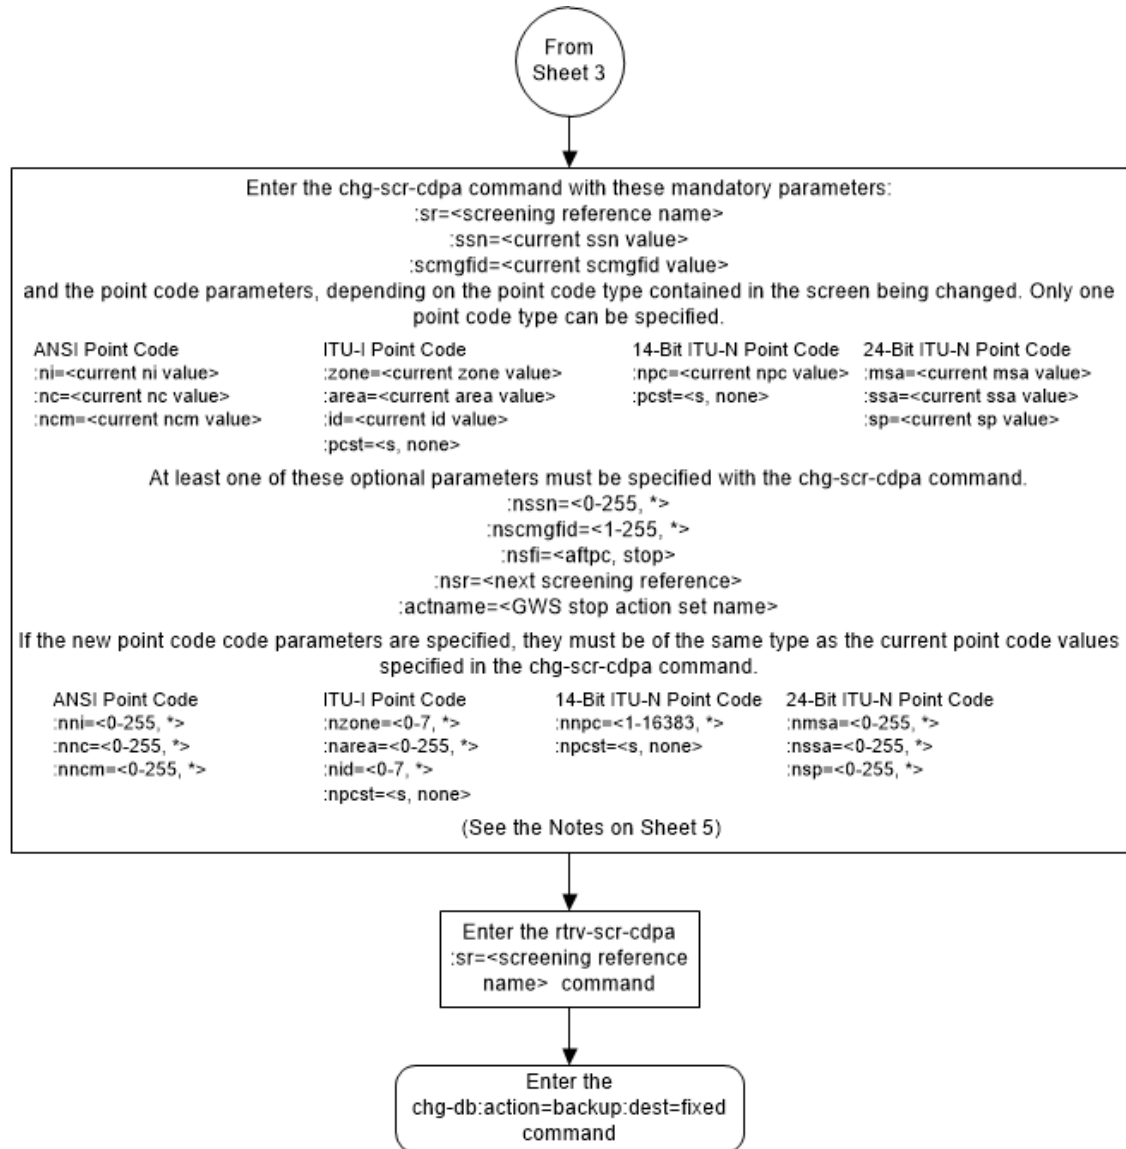 From
Sheet 3
Enter the chg-scr-cdpa command with these mandatory parameters:
:sr=<screening reference name>
:ssn=<current ssn value>
:scmgfid=<current scmgfid value>
and the point code parameters, depending on the point code type contained in the screen being changed. Only one
point code type can be specified.
ANSI Point Code
:ni=<current ni value>
:nc=<current nc value>
:ncm=<current ncm value>
ITU-I Point Code
:zone=<current zone value>
:area=<current area value>
:id=<current id value>
:pcst=<s, none>
14-Bit ITU-N Point Code
:npc=<current npc value>
:pcst=<s, none>
24-Bit ITU-N Point Code
:msa=<current msa value>
:ssa=<current ssa value>
:sp=<current sp value>
At least one of these optional parameters must be specified with the chg-scr-cdpa command.
:nssn=<0-255, *>
:nscmgfid=<1-255, *>
:nsfi=<aftpc, stop>
:nsr=<next screening reference>
:actname=<GWS stop action set name>
If the new point code code parameters are specified, they must be of the same type as the current point code values
specified in the chg-scr-cdpa command.
ANSI Point Code
:nni=<0-255, *>
:nnc=<0-255, *>
:nncm=<0-255, *>
ITU-I Point Code
:nzone=<0-7, *>
:narea=<0-255, *>
:nid=<0-7, *>
:npcst=<s, none>
14-Bit ITU-N Point Code
:nnpc=<1-16383, *>
:npcst=<s, none>
24-Bit ITU-N Point Code
:nmsa=<0-255, *>
:nssa=<0-255, *>
:nsp=<0-255, *>
(See the Notes on Sheet 5)
Enter the rtrv-scr-cdpa
:sr=<screening reference
name> command
Enter the
chg-db:action=backup:dest=fixed
command